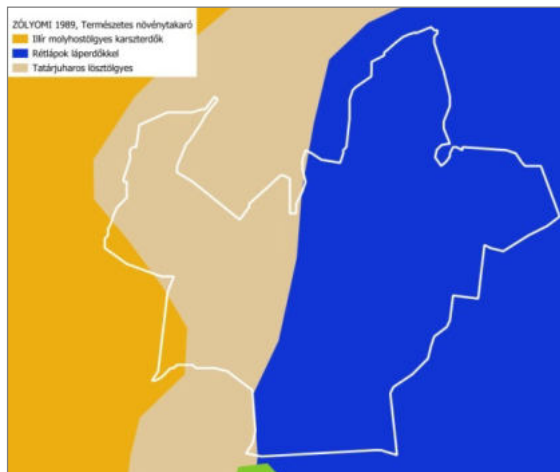 ZÓLYOMI 1989, Természetes növénytakaró
Illír molyhostölgyes karszterdők
Rétlápok láperdőkkel
Tatárjuharos lösztölgyes